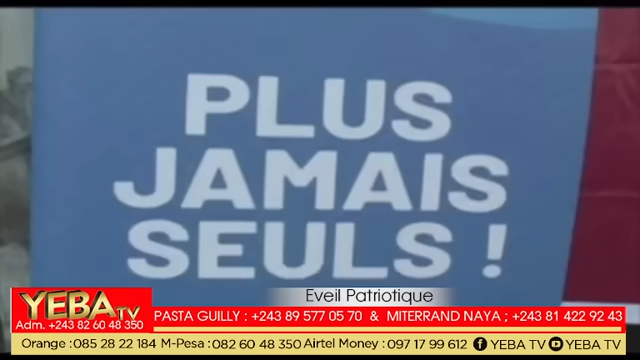 PLUS
JAMAIS
SEULS !
Eveil Patriotique
YEBA TV
PASTA GUILLY : +243 89 577 05 70 & MITERRAND NAYA ; +243 81 422 92 43
Adm. +243 82 60 48 350
Orange : 085 28 22 184 M-Pesa : 082 60 48 350 Airtel Money : 097 17 99 612 YEBA TV YEBA TV